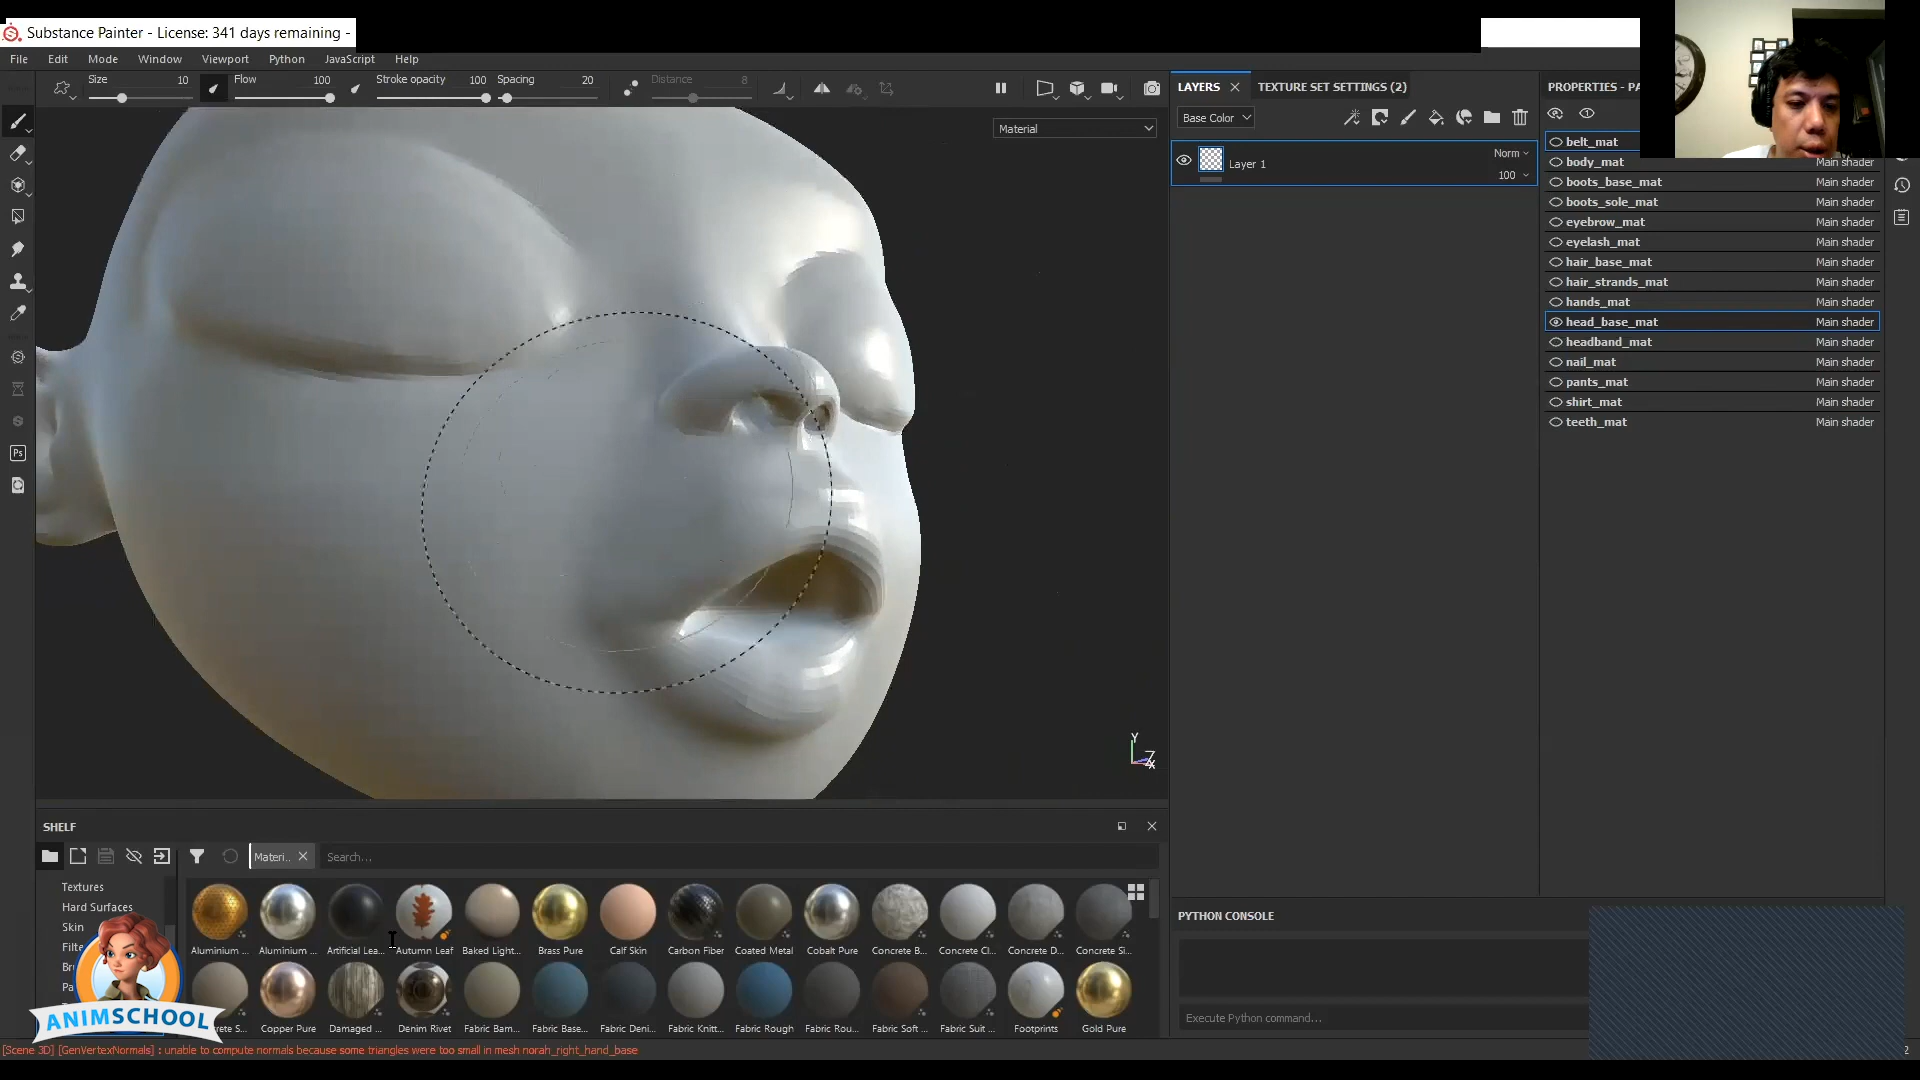 Substance Painter - License: 341 days remaining -
File Edit Mode Window Viewport Python JavaScript Help
Size 10 Flow 100 Stroke opacity 100 Spacing 20 Distance 8
Material
LAYERS
TEXTURE SET SETTINGS (2)
PROPERTIES - PA
Base Color
Layer 1
Norm
100
belt_mat
body_mat Main shader
boots_base_mat Main shader
boots_sole_mat Main shader
eyebrow_mat Main shader
eyelash_mat Main shader
hair_base_mat Main shader
hair_strands_mat Main shader
hands_mat Main shader
head_base_mat Main shader
headband_mat Main shader
nail_mat Main shader
pants_mat Main shader
shirt_mat Main shader
teeth_mat Main shader
Ps
Y
Z
X
SHELF
Materi..
Search...
Textures
Hard Surfaces
Skin
Filte
Br
Pa
Aluminium ... Aluminium ... Artificial Lea... Autumn Leaf Baked Light... Brass Pure Calf Skin Carbon Fiber Coated Metal Cobalt Pure Concrete B... Concrete Cl... Concrete D... Concrete Si...
crete S... Copper Pure Damaged ... Denim Rivet Fabric Bam... Fabric Base... Fabric Deni... Fabric Knitt... Fabric Rough Fabric Rou... Fabric Soft ... Fabric Suit ... Footprints Gold Pure
ANIMSCHOOL
PYTHON CONSOLE
Execute Python command...
[Scene 3D] [GenVertexNormals] : unable to compute normals because some triangles were too small in mesh norah_right_hand_base
2